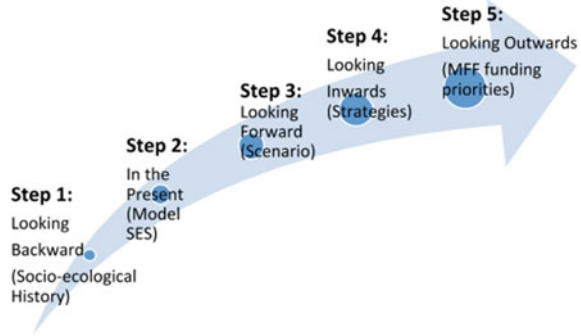 Step 1:
Looking
Backward
(Socio-ecological
History)
Step 2:
In the
Present
(Model
SES)
Step 3:
Looking
Forward
(Scenario)
Step 4:
Looking
Inwards
(Strategies)
Step 5:
Looking Outwards
(MFF funding
priorities)